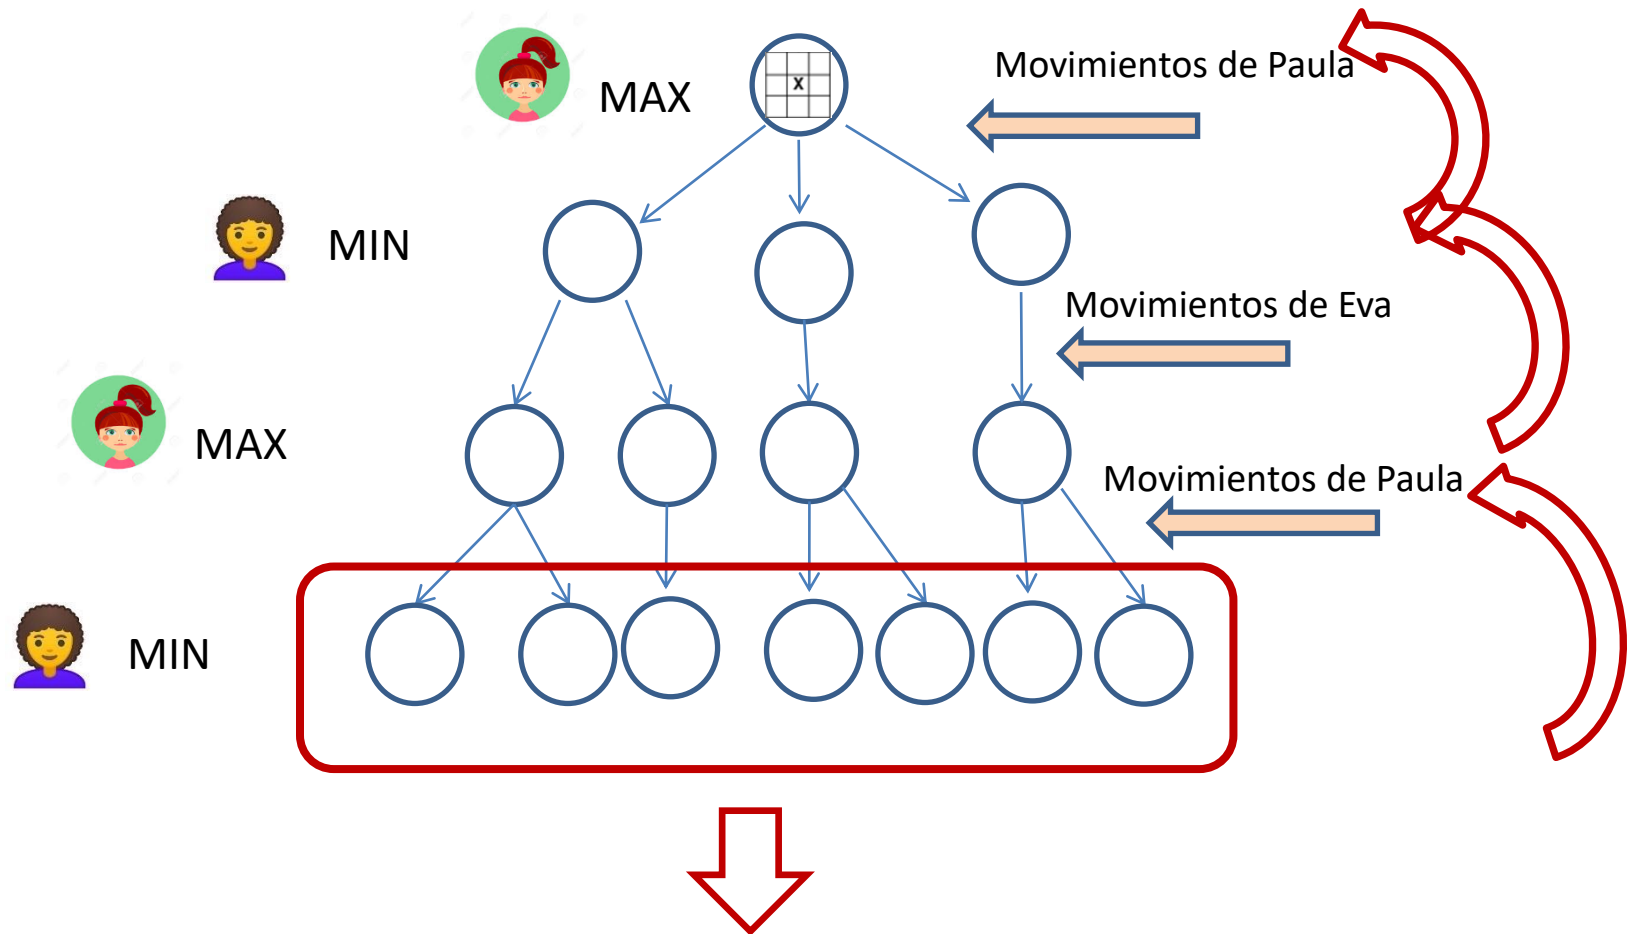 Movimientos de Paula
MAX
X
MIN
Movimientos de Eva
MAX
Movimientos de Paula
MIN